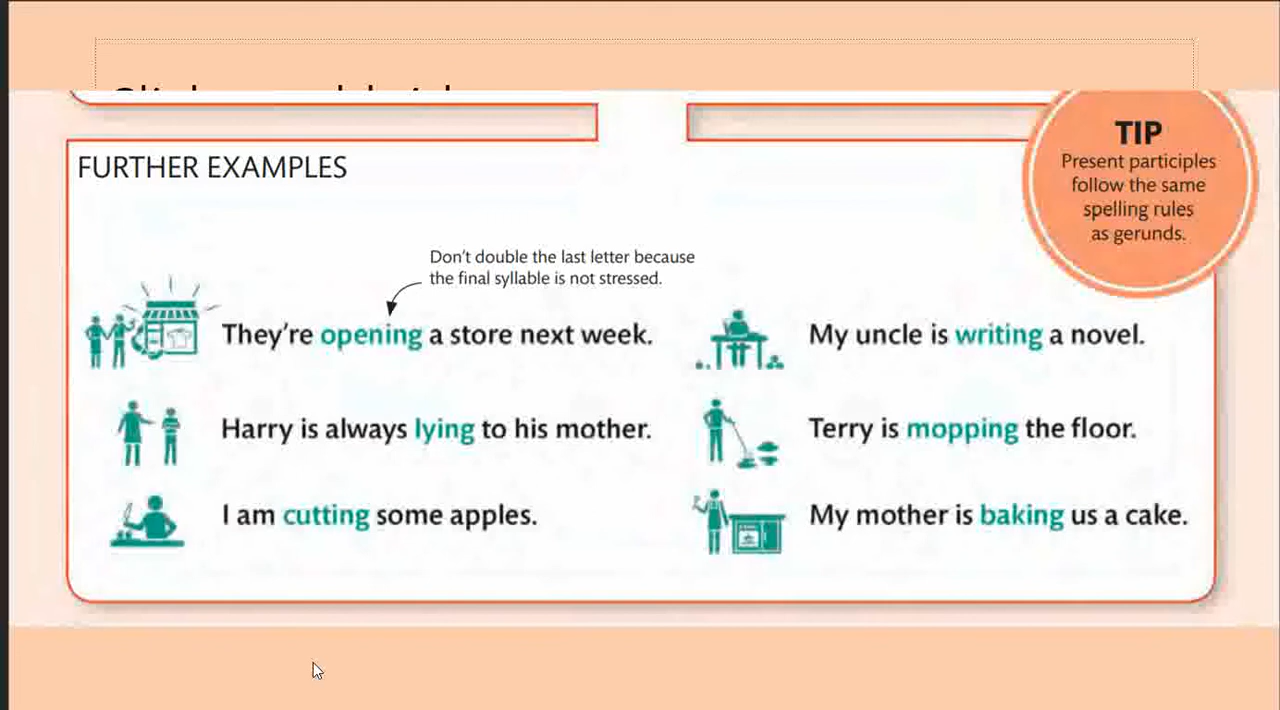 FURTHER EXAMPLES
TIP
Present participles
follow the same
spelling rules
as gerunds.
Don't double the last letter because
the final syllable is not stressed.
They're opening a store next week.
My uncle is writing a novel.
Harry is always lying to his mother.
Terry is mopping the floor.
I am cutting some apples.
My mother is baking us a cake.